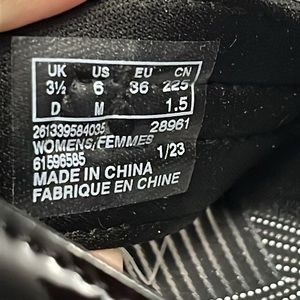 UK US EU CN
3½ 6 36 225
D M 1.5
261339584035 28961
WOMENS/FEMMES
61596585 1/23
MADE IN CHINA
FABRIQUE EN CHINE